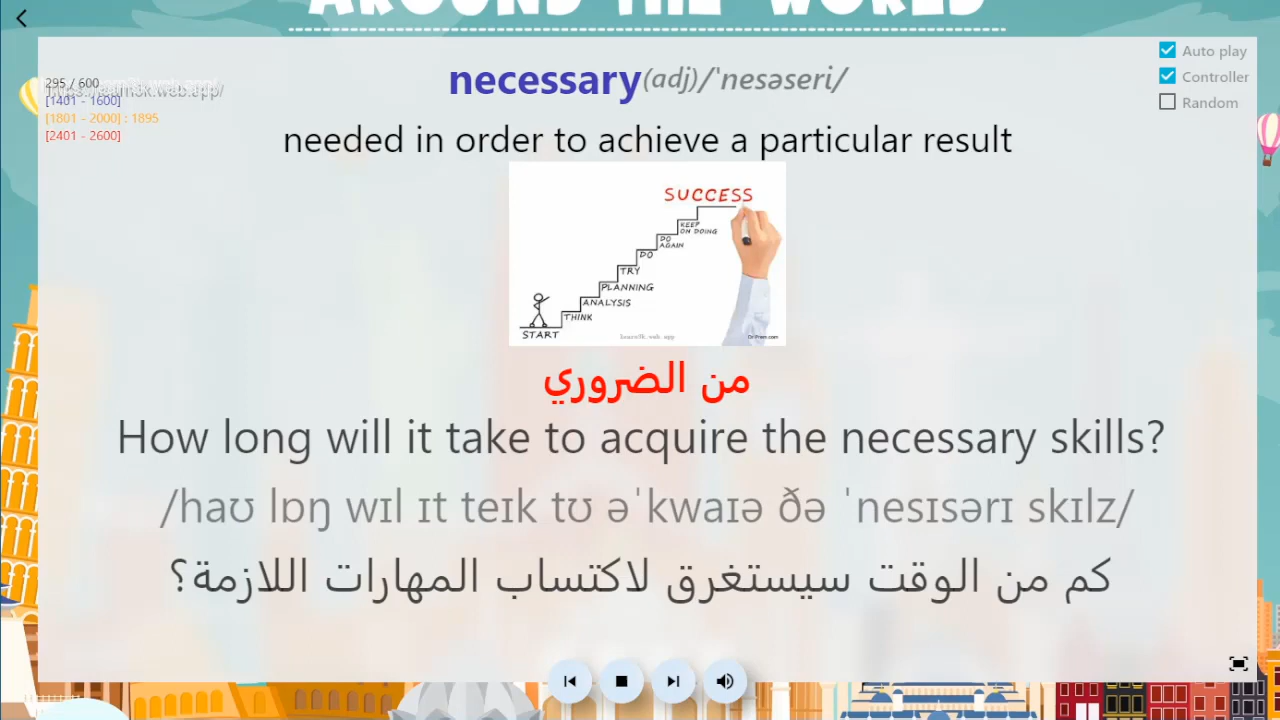 AROUND THE WORLD
295 / 600
[1401 - 1600]
[1801 - 2000] : 1895
[2401 - 2600]
Auto play
Controller
Random
necessary(adj)/'nesəseri/
needed in order to achieve a particular result
SUCCESS
KEEP ON DOING
DO AGAIN
DO
TRY
PLANNING
ANALYSIS
THINK
START
من الضروري
How long will it take to acquire the necessary skills?
/haʊ lɒŋ wɪl ɪt teɪk tʊ əˈkwaɪə ðə ˈnesɪsərɪ skɪlz/
كم من الوقت سيستغرق لاكتساب المهارات اللازمة؟